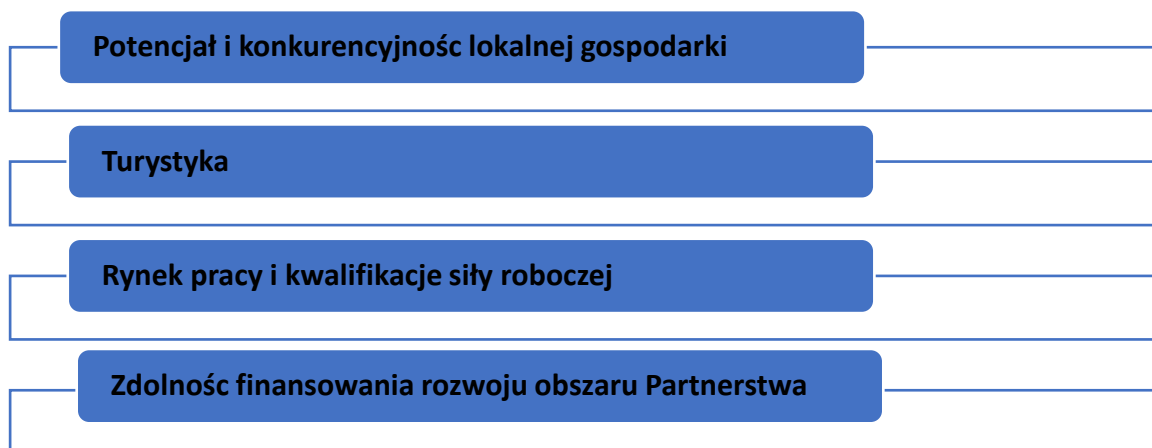 Potencjał i konkurencyjnośc lokalnej gospodarki
Turystyka
Rynek pracy i kwalifikacje siły roboczej
Zdolnośc finansowania rozwoju obszaru Partnerstwa